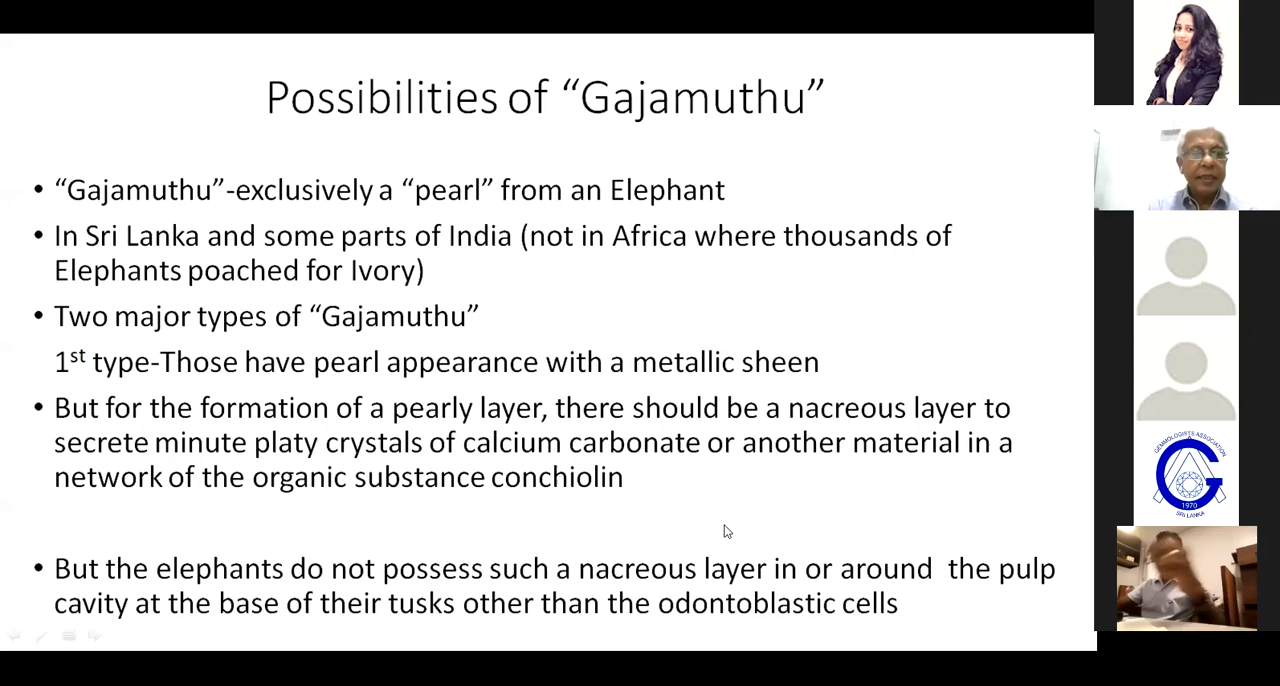 Possibilities of “Gajamuthu”
• “Gajamuthu”-exclusively a “pearl” from an Elephant
• In Sri Lanka and some parts of India (not in Africa where thousands of
Elephants poached for Ivory)
• Two major types of “Gajamuthu”
1st type-Those have pearl appearance with a metallic sheen
• But for the formation of a pearly layer, there should be a nacreous layer to
secrete minute platy crystals of calcium carbonate or another material in a
network of the organic substance conchiolin
• But the elephants do not possess such a nacreous layer in or around the pulp
cavity at the base of their tusks other than the odontoblastic cells
GEMMOLOGISTS ASSOCIATION
G
1970
SRI LANKA